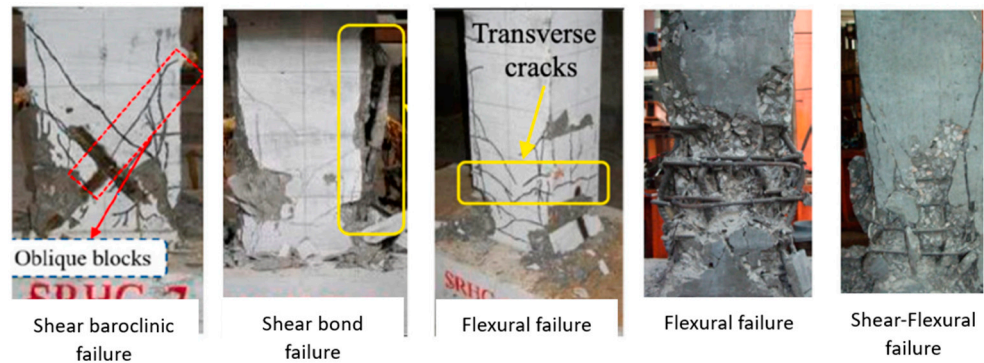 Transverse
cracks
Oblique blocks
SRHC-7
SRHC
Shear baroclinic
failure
Shear bond
failure
Flexural failure
Flexural failure
Shear-Flexural
failure